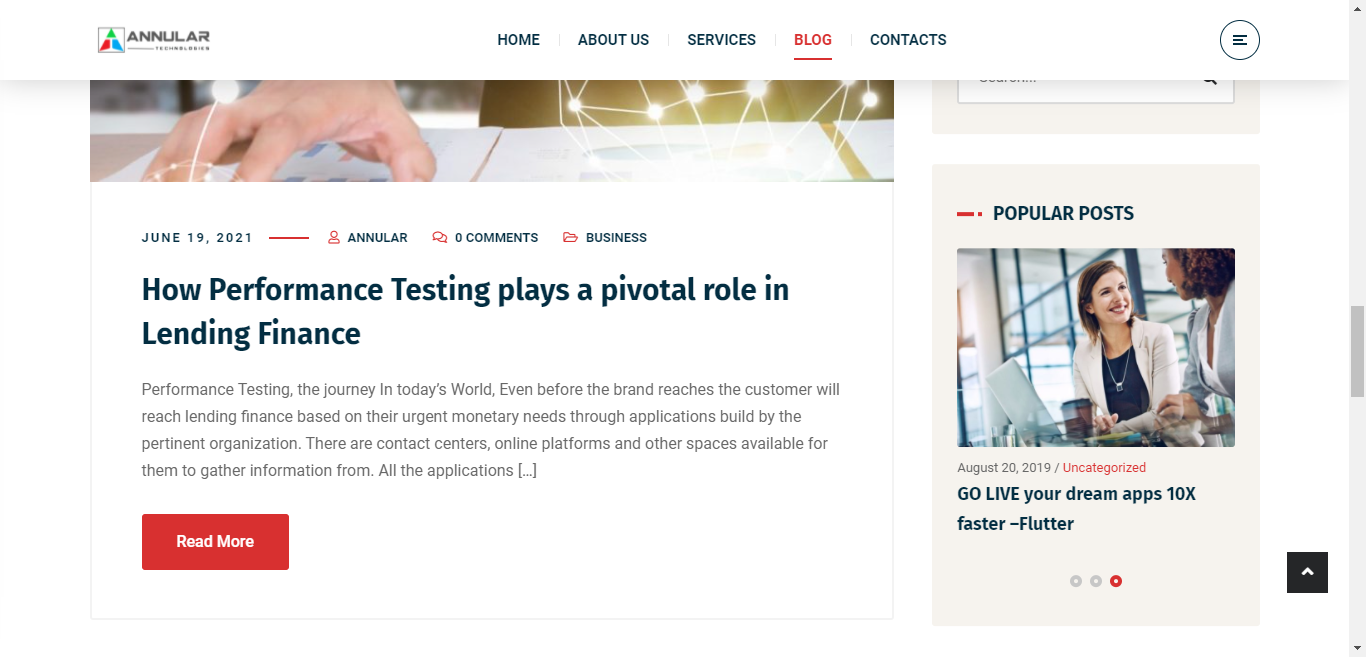 ANNULAR
TECHNOLOGIES
HOME
ABOUT US
SERVICES
BLOG
CONTACTS
Search...
JUNE 19, 2021
ANNULAR
0 COMMENTS
BUSINESS
How Performance Testing plays a pivotal role in
Lending Finance
Performance Testing, the journey In today’s World, Even before the brand reaches the customer will
reach lending finance based on their urgent monetary needs through applications build by the
pertinent organization. There are contact centers, online platforms and other spaces available for
them to gather information from. All the applications […]
Read More
POPULAR POSTS
August 20, 2019 / Uncategorized
GO LIVE your dream apps 10X
faster –Flutter